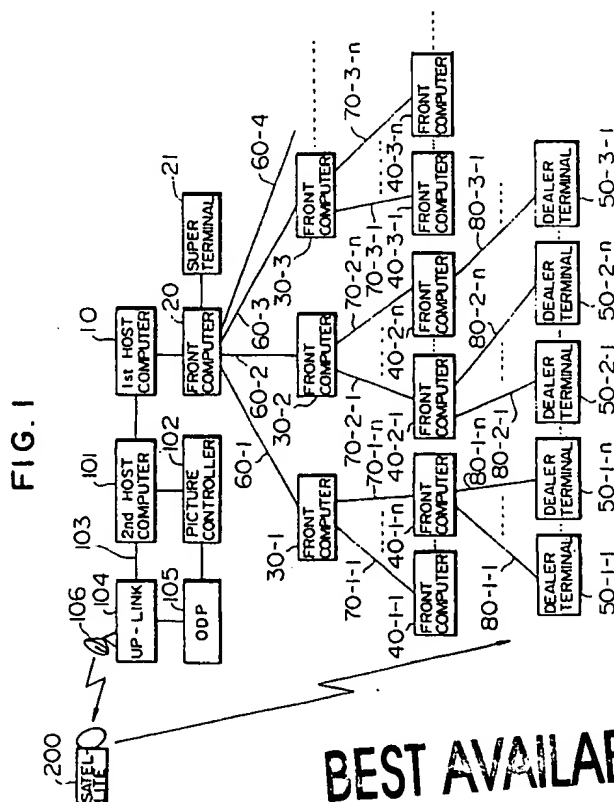 FIG. 1
200
SATEL-
LITE
106
104
UP-LINK
103
101
2nd HOST
COMPUTER
10
1st HOST
COMPUTER
105
ODP
102
PICTURE
CONTROLLER
20
FRONT
COMPUTER
21
SUPER
TERMINAL
60-1
60-2
60-3
60-4
30-1
FRONT
COMPUTER
30-2
FRONT
COMPUTER
30-3
FRONT
COMPUTER
70-1-1
70-1-n
70-2-1
70-2-n
70-3-1
70-3-n
40-1-1
FRONT
COMPUTER
40-1-n
FRONT
COMPUTER
40-2-1
FRONT
COMPUTER
40-2-n
FRONT
COMPUTER
40-3-1
FRONT
COMPUTER
40-3-n
FRONT
COMPUTER
80-1-1
80-1-n
80-2-1
80-2-n
80-3-1
DEALER
TERMINAL
50-1-1
DEALER
TERMINAL
50-1-n
DEALER
TERMINAL
50-2-1
DEALER
TERMINAL
50-2-n
DEALER
TERMINAL
50-3-1
BEST